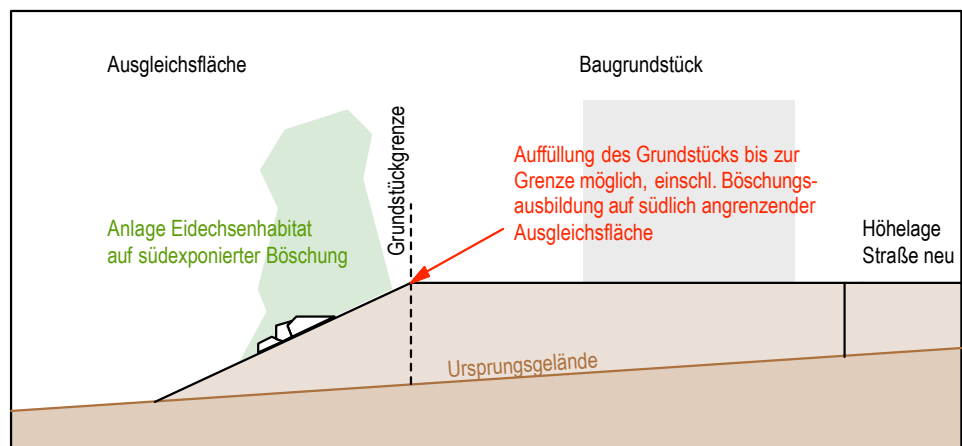 Ausgleichsfläche
Baugrundstück
Grundstückgrenze
Auffüllung des Grundstücks bis zur
Grenze möglich, einschl. Böschungs-
ausbildung auf südlich angrenzender
Ausgleichsfläche
Anlage Eidechsenhabitat
auf südexponierter Böschung
Höhelage
Straße neu
Ursprungsgelände